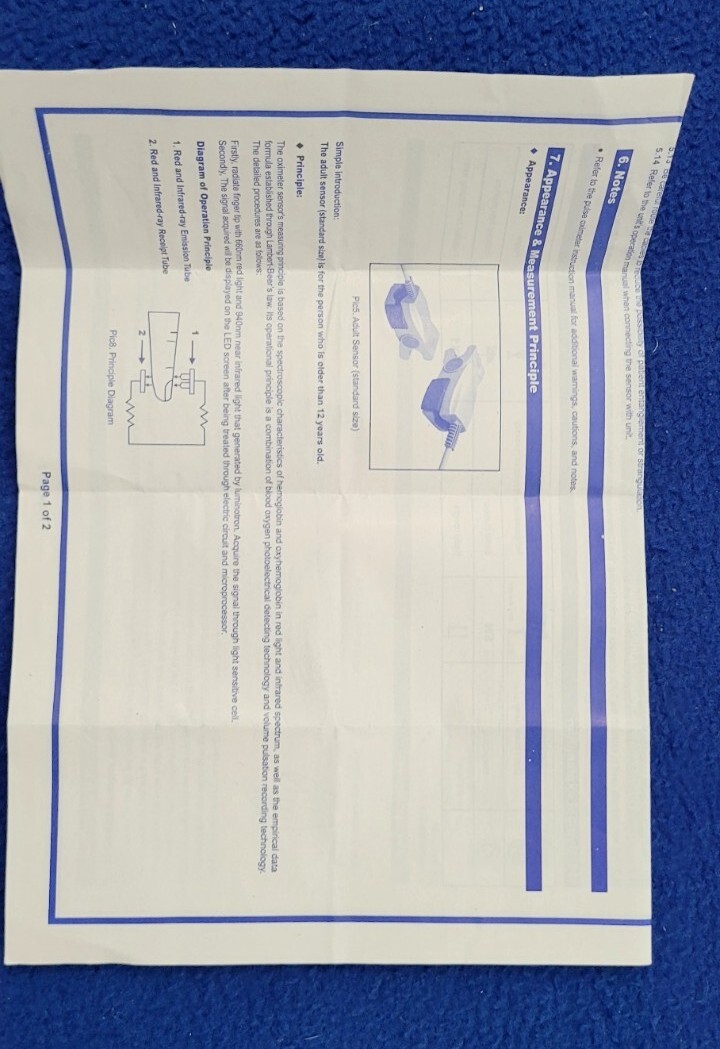 5.14 Refer to the unit's operation manual when connecting the sensor with unit.
6. Notes
• Refer to the pulse oximeter instruction manual for additional warnings, cautions, and notes.
7. Appearance & Measurement Principle
◆ Appearance:
Pic5. Adult Sensor (standard size)
Simple introduction:
The adult sensor (standard size) is for the person who is older than 12 years old.
◆ Principle:
The oximeter sensor's measuring principle is based on the spectroscopic characteristics of hemoglobin and oxyhemoglobin in red light and infrared spectrum, as well as the empirical data
formula established through Lambert-Beer's law. Its operational principle is a combination of blood oxygen photoelectrical detecting technology and volume pulsation recording technology.
The detailed procedures are as follows:
Firstly, radiate finger tip with 660nm red light and 940nm near infrared light that generated by luminotron. Acquire the signal through light sensitive cell.
Secondly, The signal acquired will be displayed on the LED screen after being treated through electric circuit and microprocessor.
Diagram of Operation Principle
1. Red and Infrared-ray Emission Tube
2. Red and Infrared-ray Receipt Tube
1
2
Pic8. Principle Diagram
Page 1 of 2